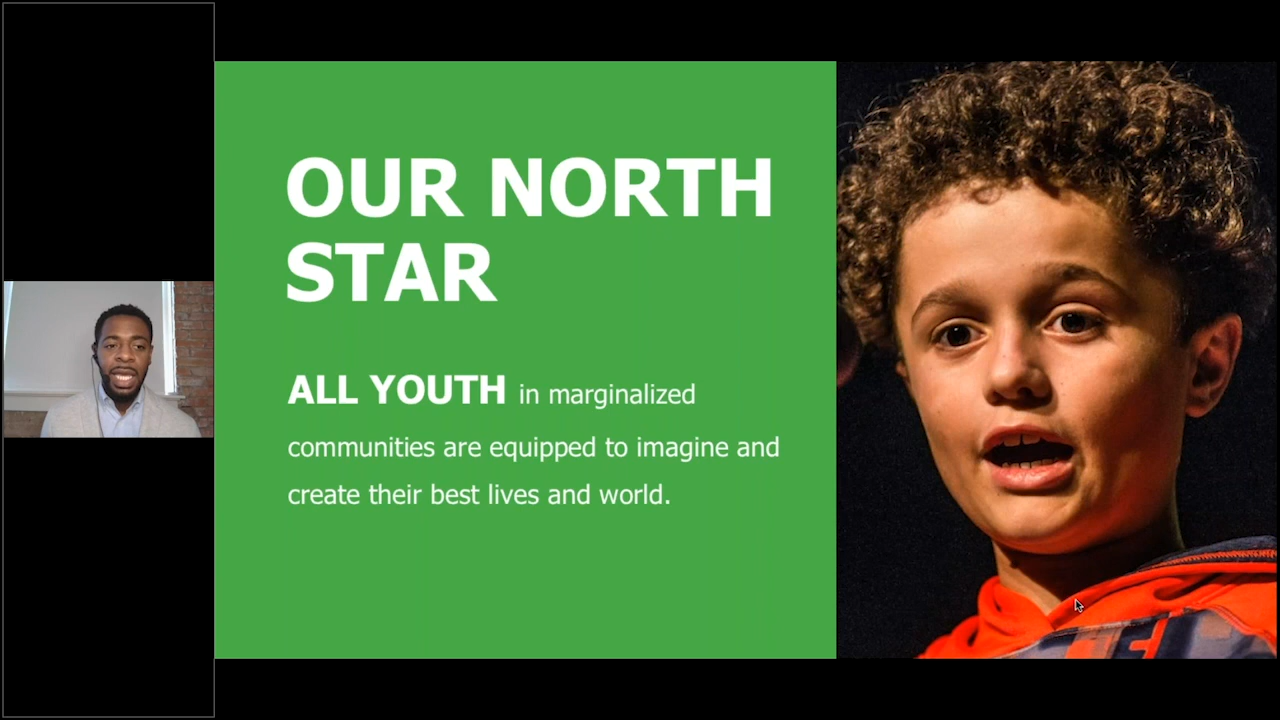 OUR NORTH
STAR
ALL YOUTH in marginalized
communities are equipped to imagine and
create their best lives and world.